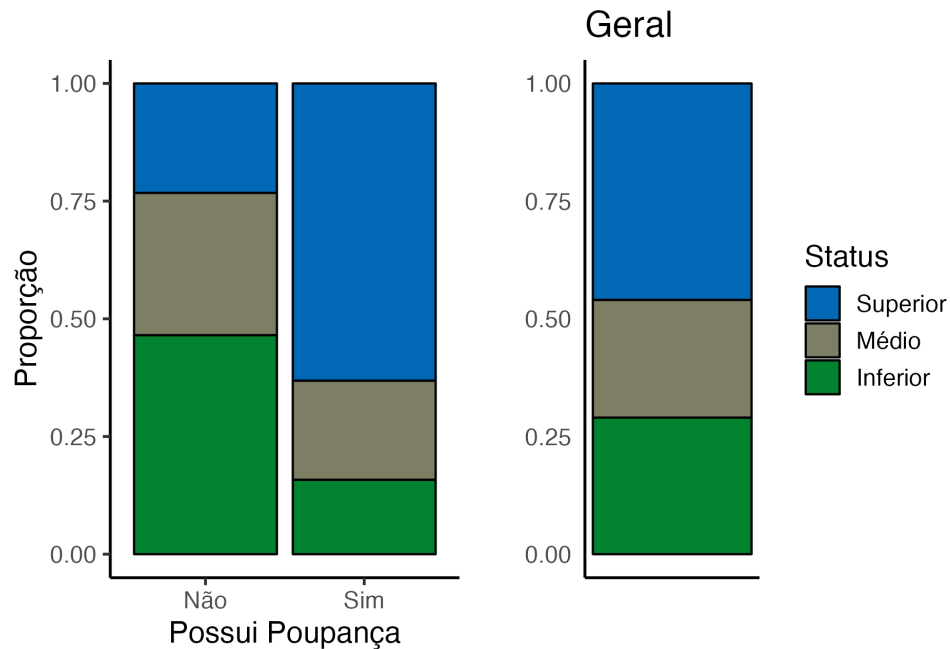 Geral
1.00
0.75
0.50
0.25
0.00
Proporção
Não Sim
Possui Poupança
1.00
0.75
0.50
0.25
0.00
Status
Superior
Médio
Inferior